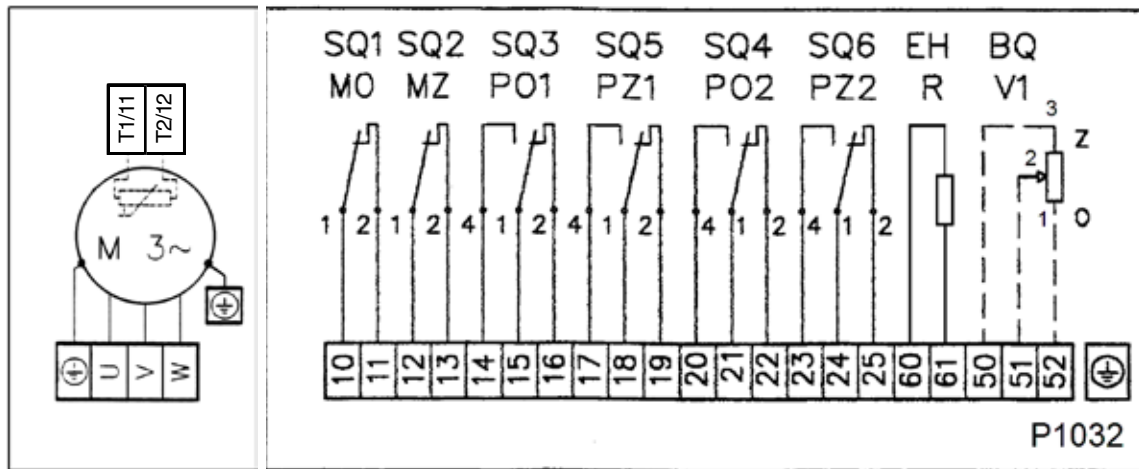 T1/11
T2/12
M 3~
U V W
SQ1 SQ2 SQ3 SQ5 SQ4 SQ6 EH BQ
MO MZ PO1 PZ1 PO2 PZ2 R V1
3
Z
2
1 2 1 2 4 1 2 4 1 2 4 1 2 4 1 2 1 O
10 11 12 13 14 15 16 17 18 19 20 21 22 23 24 25 60 61 50 51 52
P1032